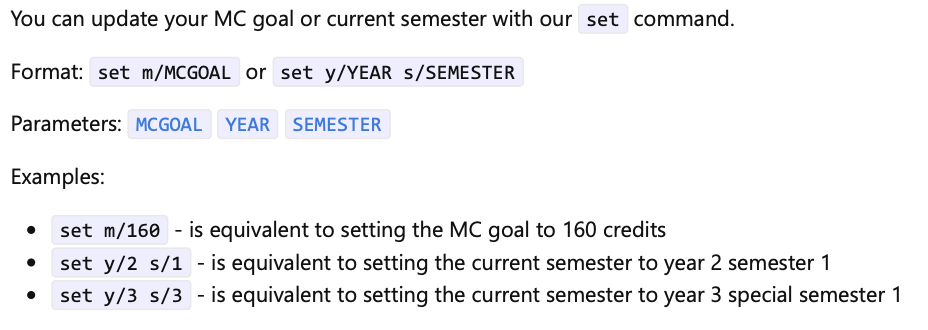 You can update your MC goal or current semester with our set command.
Format: set m/MCGOAL or set y/YEAR s/SEMESTER
Parameters: MCGOAL YEAR SEMESTER
Examples:
• set m/160 - is equivalent to setting the MC goal to 160 credits
• set y/2 s/1 - is equivalent to setting the current semester to year 2 semester 1
• set y/3 s/3 - is equivalent to setting the current semester to year 3 special semester 1